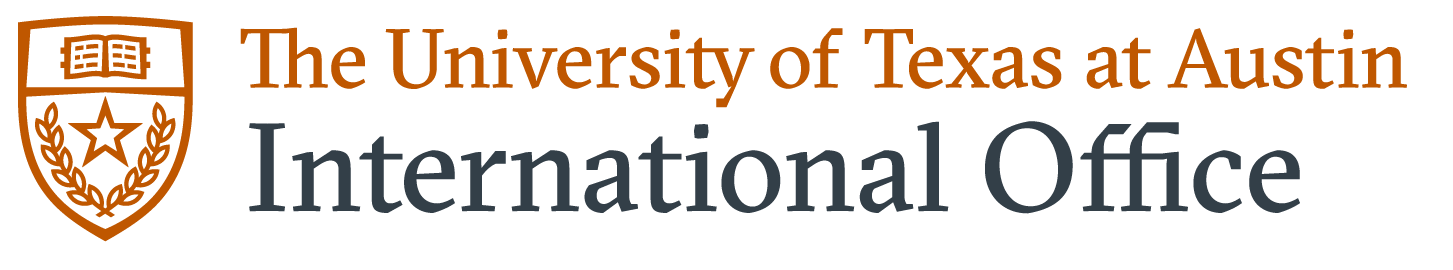 The University of Texas at Austin
International Office